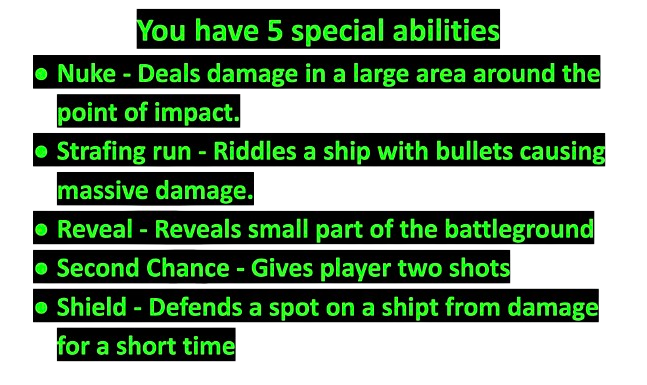 You have 5 special abilities
● Nuke - Deals damage in a large area around the
point of impact.
● Strafing run - Riddles a ship with bullets causing
massive damage.
● Reveal - Reveals small part of the battleground
● Second Chance - Gives player two shots
● Shield - Defends a spot on a shipt from damage
for a short time